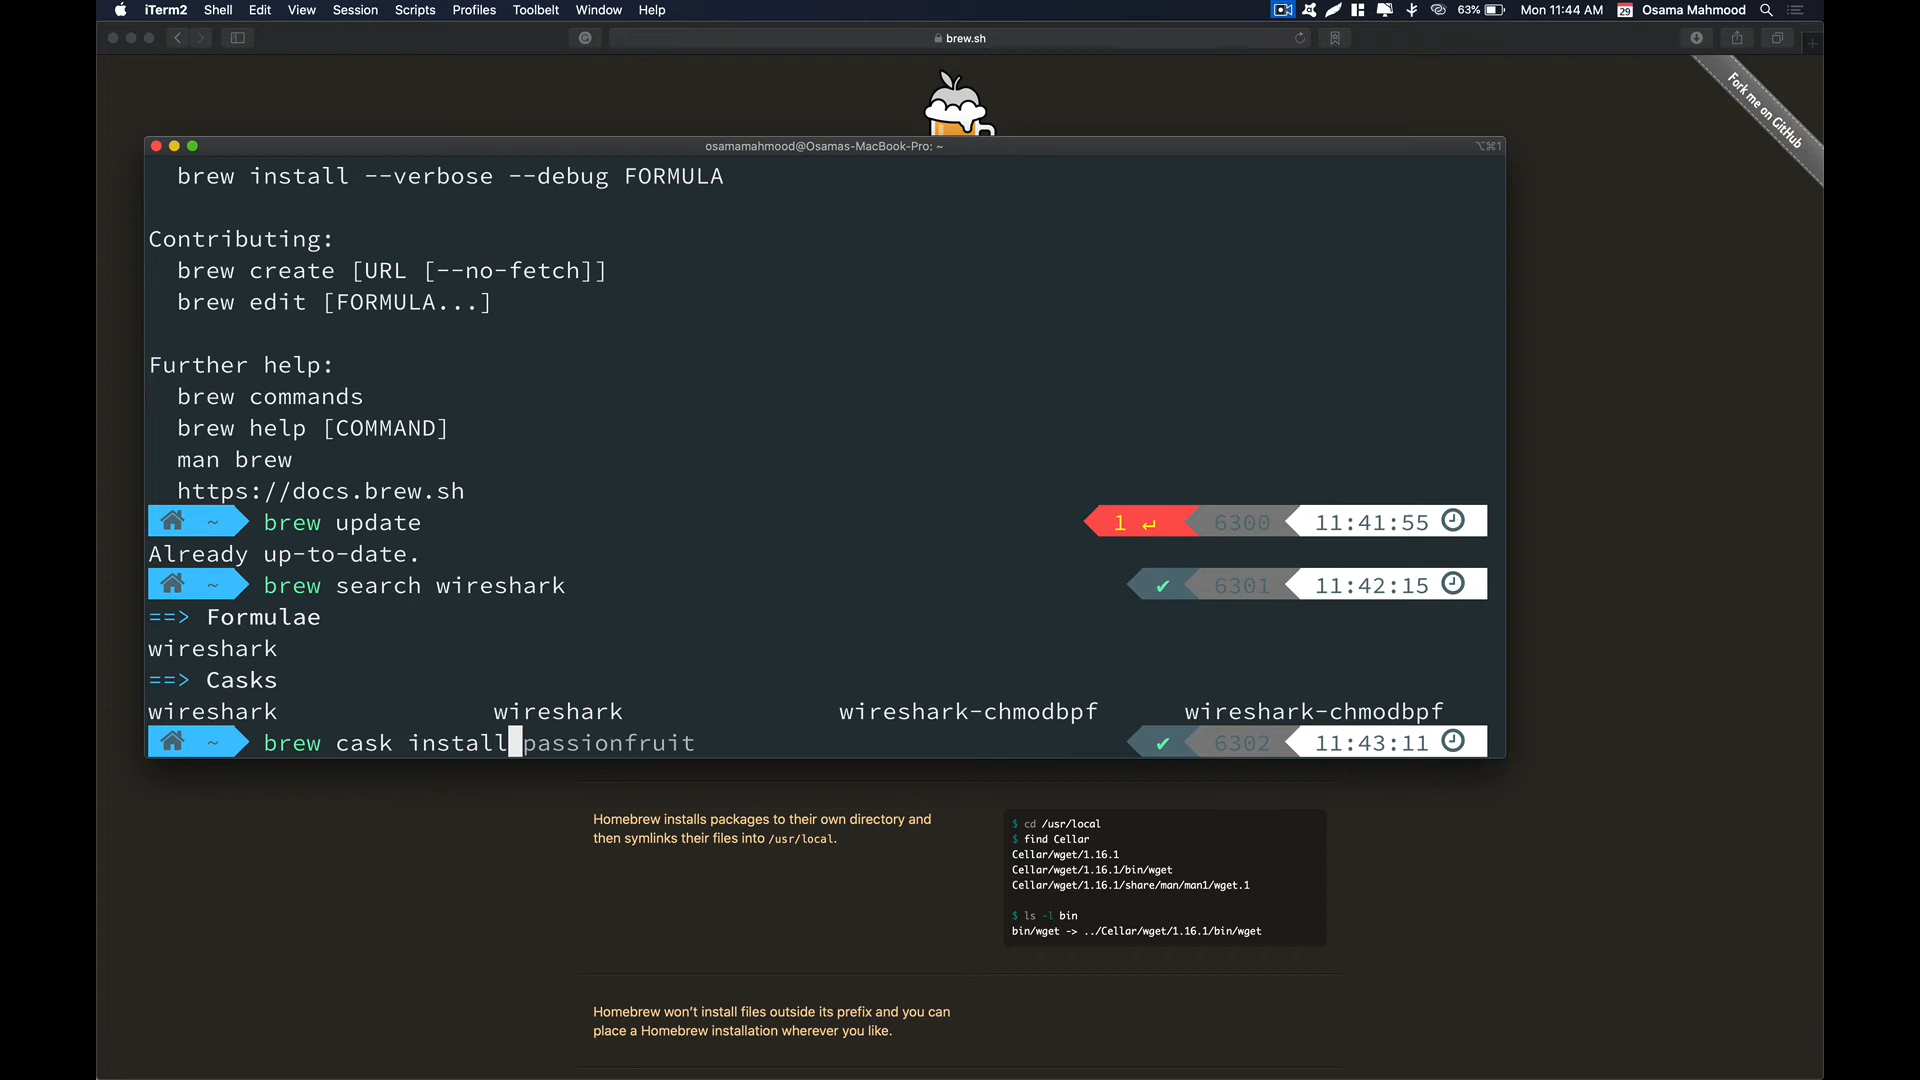 iTerm2 Shell Edit View Session Scripts Profiles Toolbelt Window Help 63% Mon 11:44 AM 29 Osama Mahmood
brew.sh
Fork me on GitHub
osamamahmood@Osamas-MacBook-Pro: ~ ⌥⌘1
brew install --verbose --debug FORMULA
Contributing:
brew create [URL [--no-fetch]]
brew edit [FORMULA...]
Further help:
brew commands
brew help [COMMAND]
man brew
https://docs.brew.sh
~ brew update 1 ↵ 6300 11:41:55
Already up-to-date.
~ brew search wireshark ✔ 6301 11:42:15
==> Formulae
wireshark
==> Casks
wireshark wireshark wireshark-chmodbpf wireshark-chmodbpf
~ brew cask install passionfruit ✔ 6302 11:43:11
Homebrew installs packages to their own directory and
then symlinks their files into /usr/local.
$ cd /usr/local
$ find Cellar
Cellar/wget/1.16.1
Cellar/wget/1.16.1/bin/wget
Cellar/wget/1.16.1/share/man/man1/wget.1
$ ls -l bin
bin/wget -> ../Cellar/wget/1.16.1/bin/wget
Homebrew won’t install files outside its prefix and you can
place a Homebrew installation wherever you like.